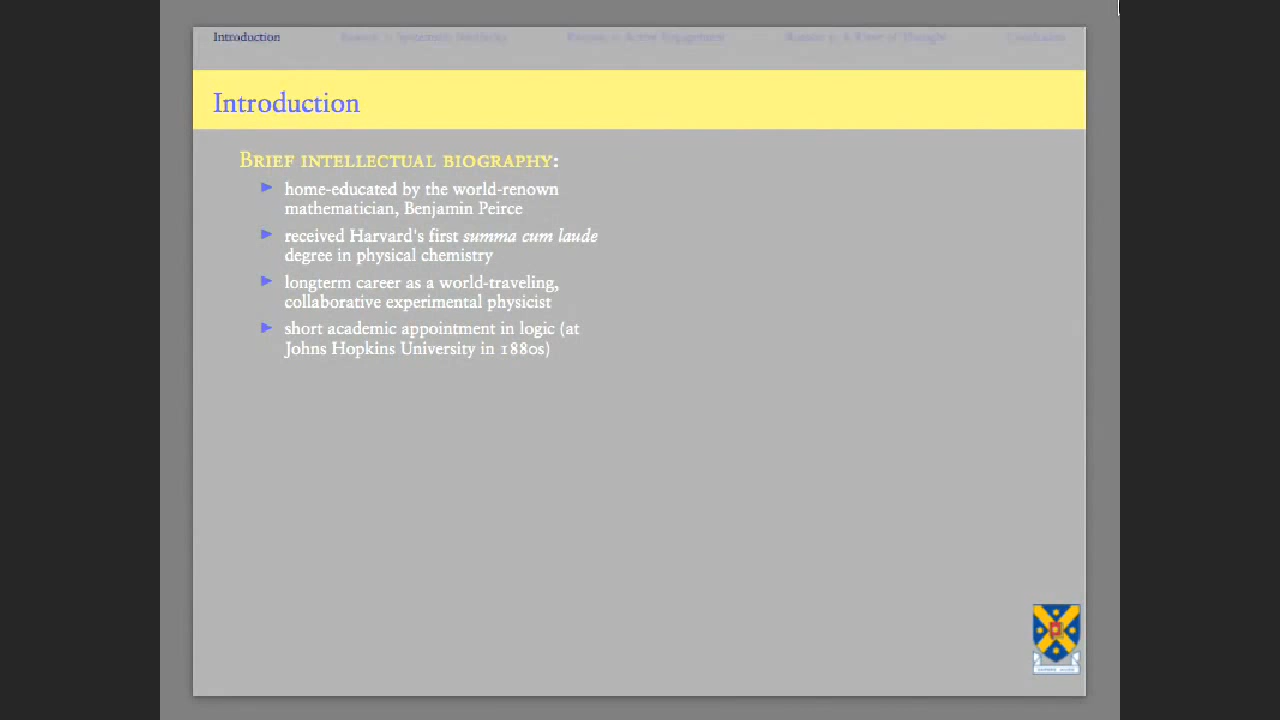 Introduction
Introduction
BRIEF INTELLECTUAL BIOGRAPHY:
home-educated by the world-renown
mathematician, Benjamin Peirce
received Harvard's first summa cum laude
degree in physical chemistry
longterm career as a world-traveling,
collaborative experimental physicist
short academic appointment in logic (at
Johns Hopkins University in 1880s)